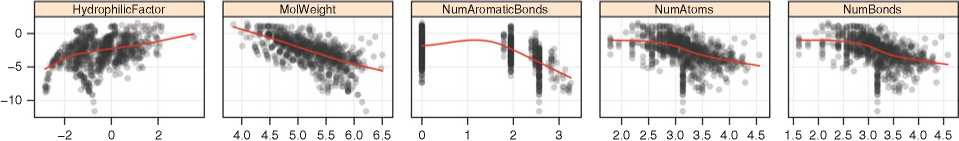 HydrophilicFactor MolWeight NumAromaticBonds NumAtoms NumBonds
0
−5
−10
−2 0 2 4.0 4.5 5.0 5.5 6.0 6.5 0 1 2 3 2.0 2.5 3.0 3.5 4.0 4.5 1.5 2.0 2.5 3.0 3.5 4.0 4.5